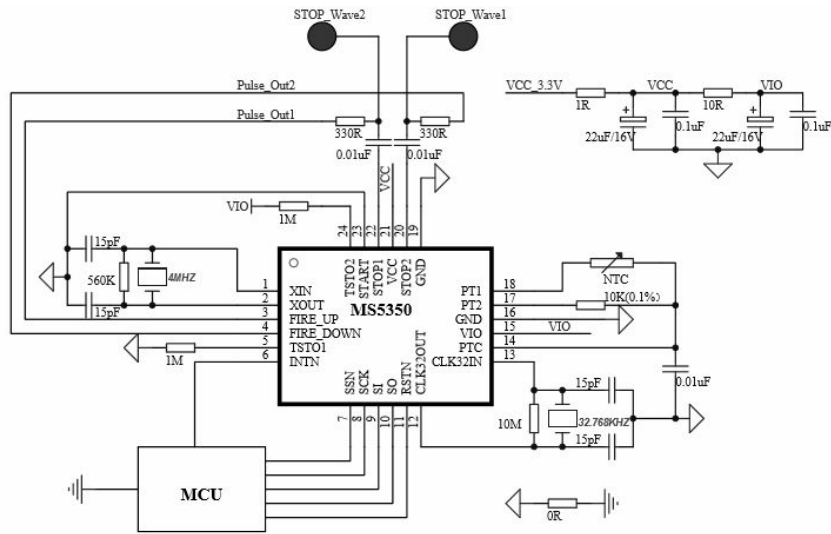 STOP_Wave2
STOP_Wave1
Pulse_Out2
VCC_3.3V
VCC
VIO
1R
10R
Pulse_Out1
330R
330R
22uF/16V
0.1uF
22uF/16V
0.1uF
0.01uF
0.01uF
VCC
VIO
1M
24
23
22
21
20
19
TSTO2
START
STOP1
VCC
STOP2
GND
15pF
560K
4MHZ
15pF
1
2
3
4
5
6
XIN
XOUT
FIRE_UP
FIRE_DOWN
TSTO1
INTN
1M
MS5350
PT1
PT2
GND
VIO
PTC
CLK32IN
18
17
16
15
14
13
NTC
10K(0.1%)
VIO
0.01uF
SSN
SCK
SI
SO
RSTN
CLK32OUT
7
8
9
10
11
12
15pF
10M
32.768KHZ
15pF
MCU
0R